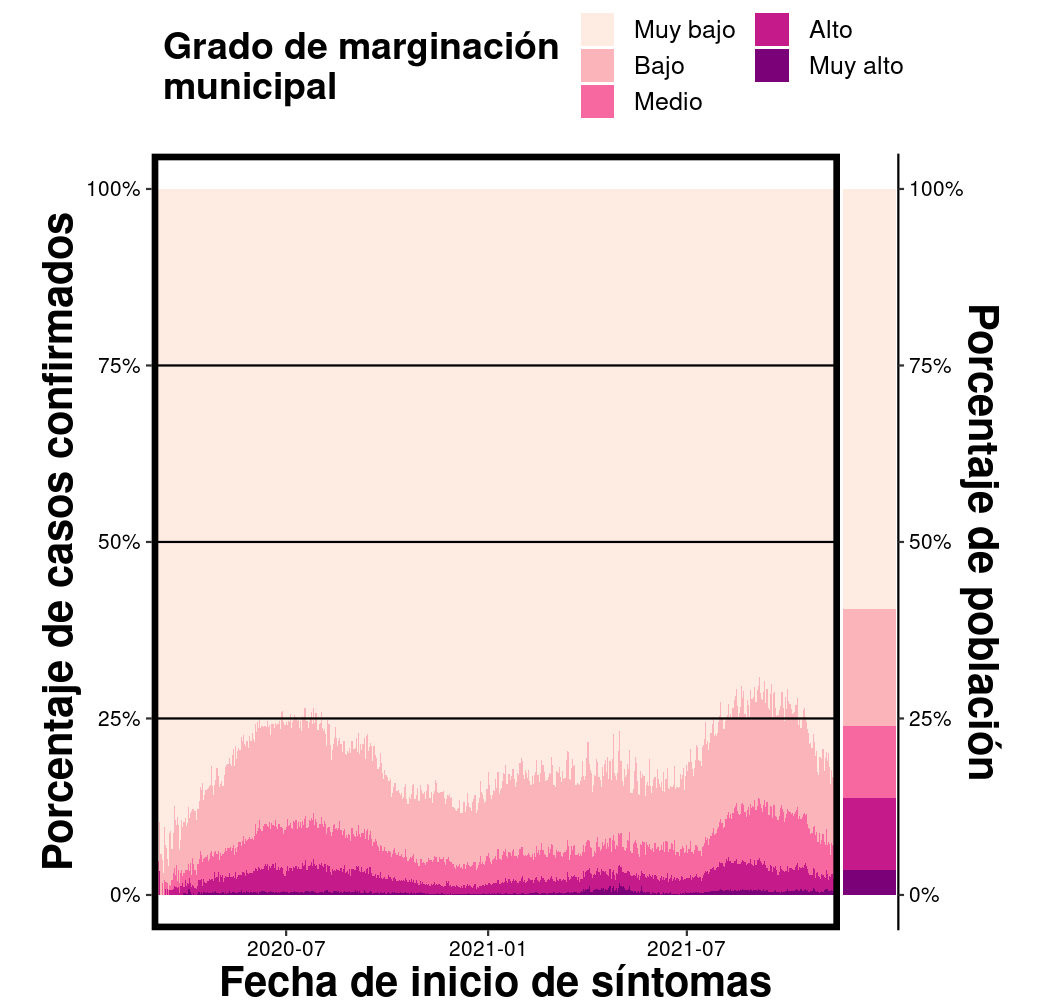 Grado de marginación
municipal
Muy bajo
Bajo
Medio
Alto
Muy alto
Porcentaje de casos confirmados
100%
75%
50%
25%
0%
2020-07
2021-01
2021-07
Fecha de inicio de síntomas
100%
75%
50%
25%
0%
Porcentaje de población